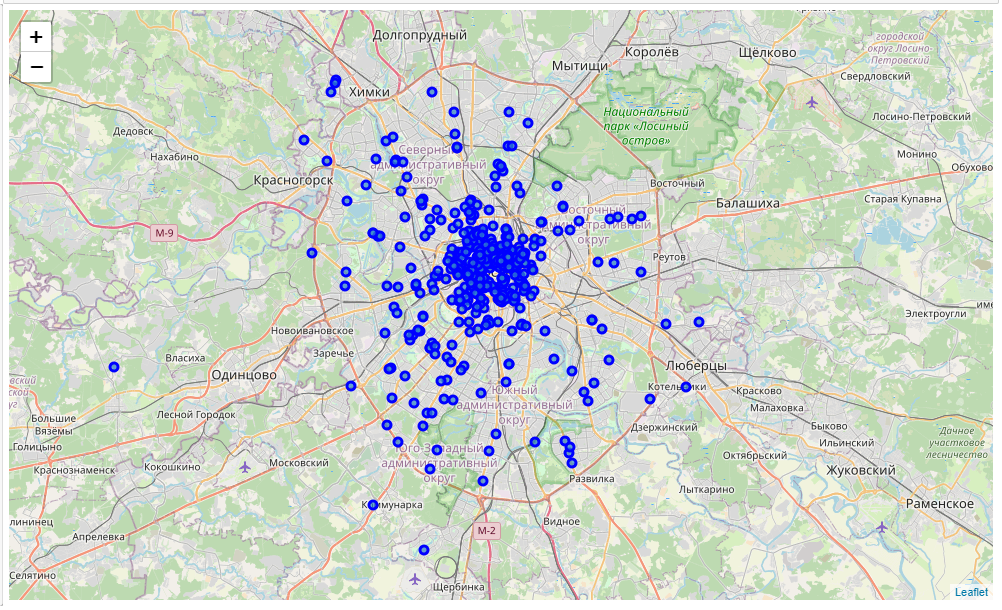 +
−
Долгопрудный
Королёв
Щёлково
городской
округ Лосино-
Петровский
Мытищи
Свердловский
Химки
Национальный
парк «Лосиный
остров»
Лосино-Петровский
Дедовск
Нахабино
Северный
административный
округ
Монино
Обухово
Красногорск
Восточный
Балашиха
Старая Купавна
Восточный
административный
округ
М-9
Реутов
Электроугли
Новоивановское
Заречье
Власиха
Одинцово
Люберцы
Котельники
Красково
Малаховка
Южный
административный
округ
Большие
Вязёмы
Лесной Городок
Голицыно
Дзержинский
Быково
Ильинский
Дачное
участковое
лесничество
Юго-Западный
административный
округ
Октябрьский
Краснознаменск
Кокошкино
Московский
Жуковский
Развилка
Лыткарино
Раменское
Коммунарка
Видное
М-2
Апрелевка
Селятино
Щербинка
Leaflet